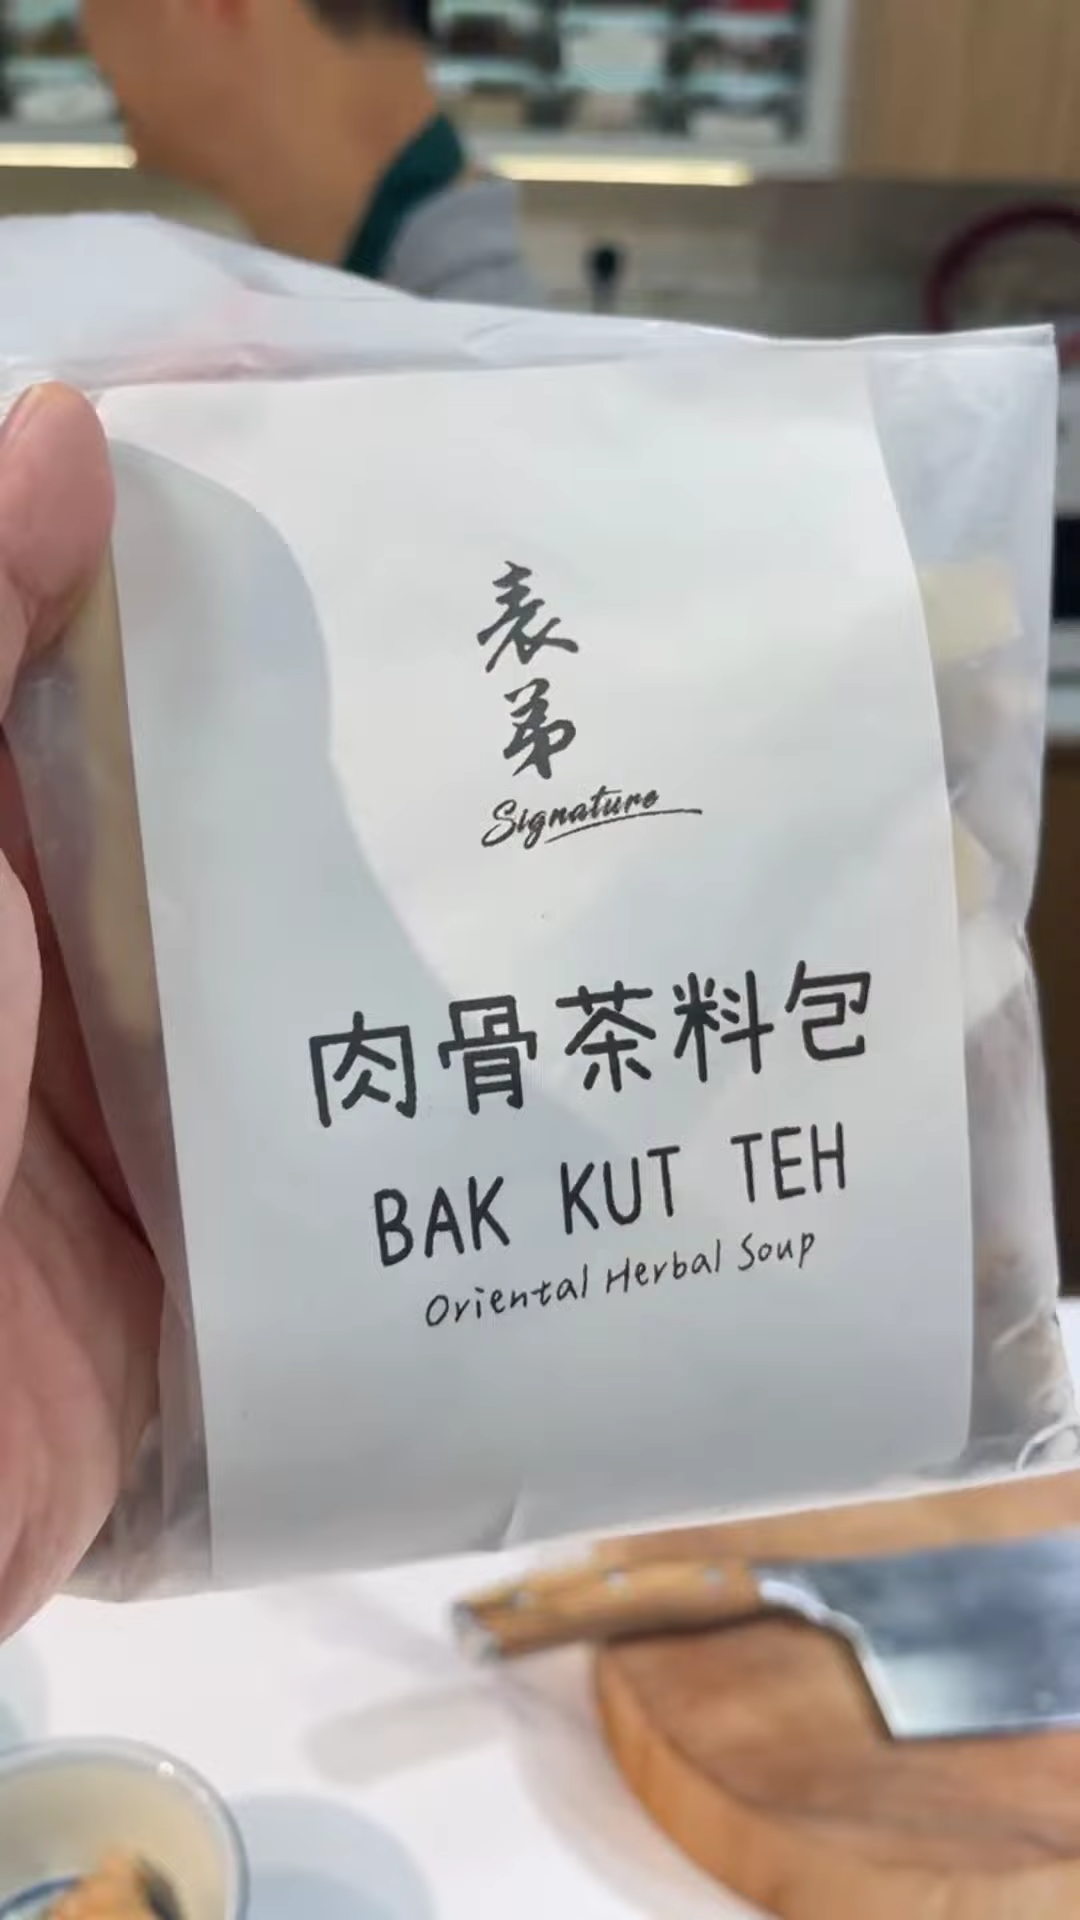 表
弟
Signature
肉骨茶料包
BAK KUT TEH
Oriental Herbal Soup